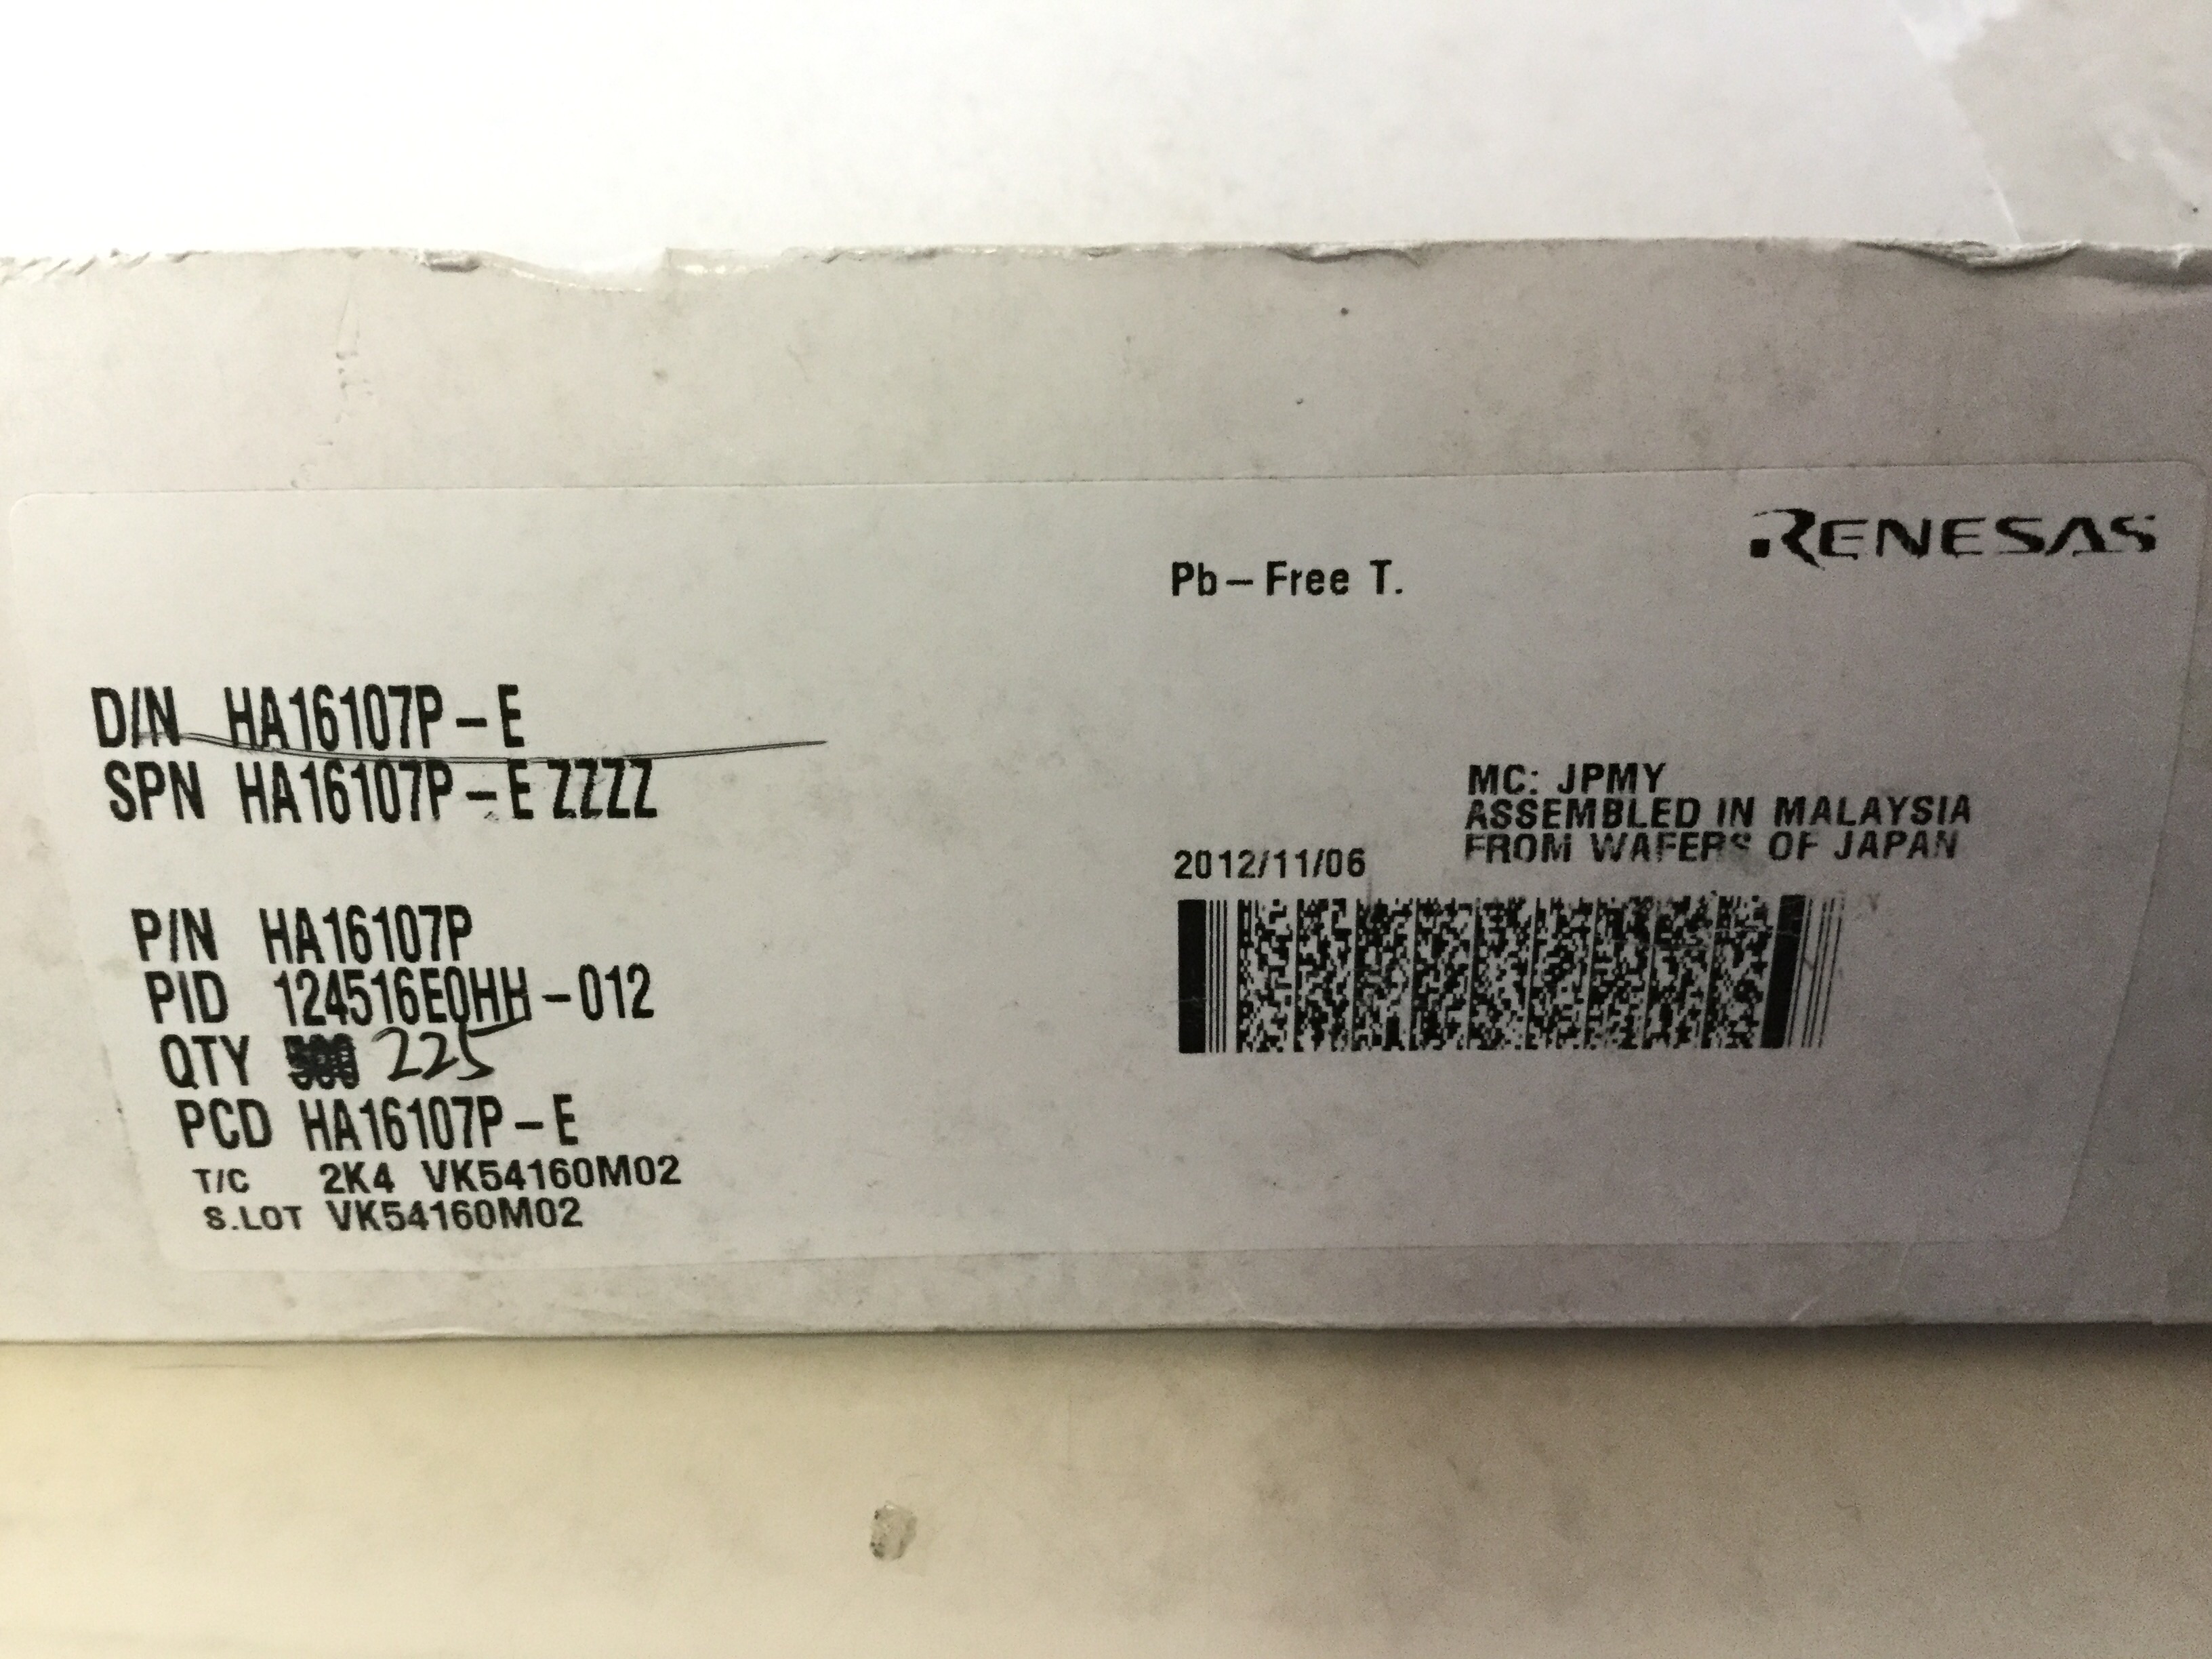 RENESAS
Pb-Free T.
D/N HA16107P-E
SPN HA16107P-E ZZZZ
MC: JPMY
ASSEMBLED IN MALAYSIA
FROM WAFERS OF JAPAN
2012/11/06
P/N HA16107P
PID 124516E0HH-012
QTY 225
PCD HA16107P-E
T/C 2K4 VK54160M02
S.LOT VK54160M02